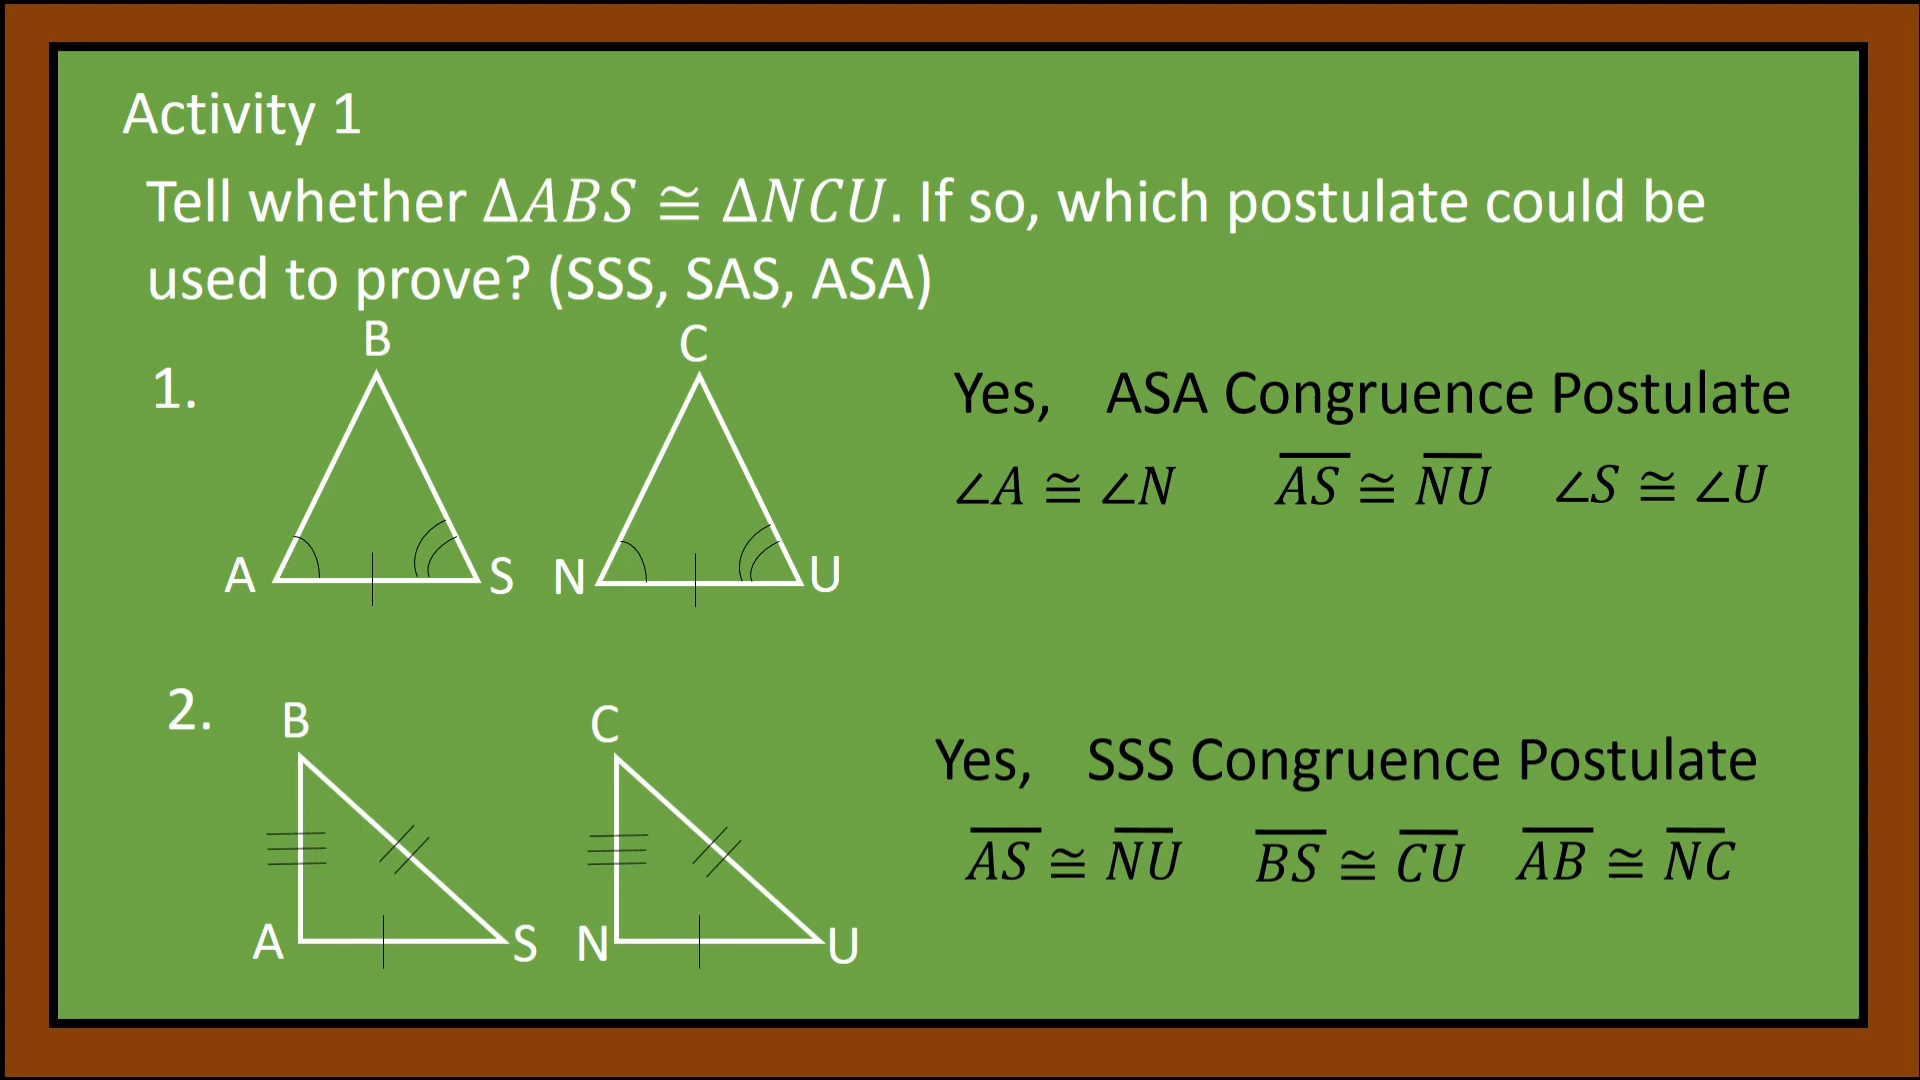 Activity 1
Tell whether Δ𝐴𝐵𝑆 ≅ Δ𝑁𝐶𝑈. If so, which postulate could be
used to prove? (SSS, SAS, ASA)
B C
1. Yes, ASA Congruence Postulate
∠𝐴 ≅ ∠𝑁 𝐴𝑆 ≅ 𝑁𝑈 ∠𝑆 ≅ ∠𝑈
A S N U
2. B C
Yes, SSS Congruence Postulate
𝐴𝑆 ≅ 𝑁𝑈 𝐵𝑆 ≅ 𝐶𝑈 𝐴𝐵 ≅ 𝑁𝐶
A S N U